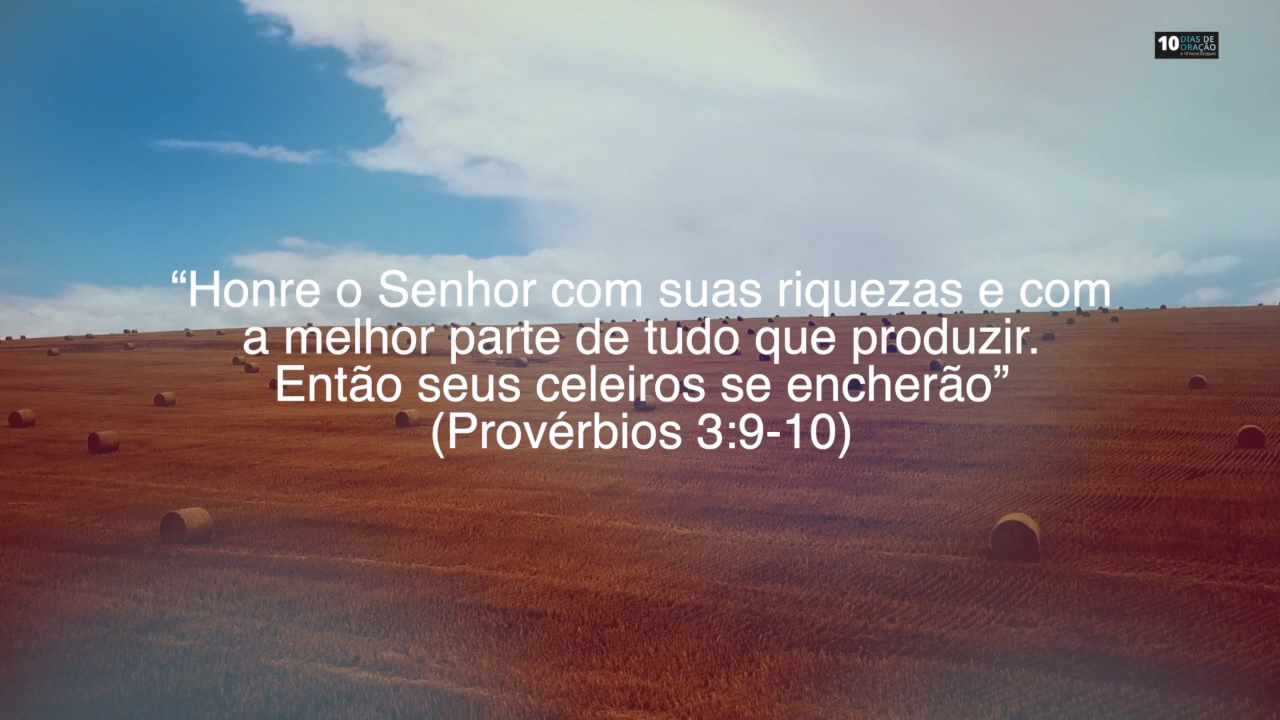 10 DIAS DE
ORAÇÃO
“Honre o Senhor com suas riquezas e com
a melhor parte de tudo que produzir.
Então seus celeiros se encherão”
(Provérbios 3:9-10)